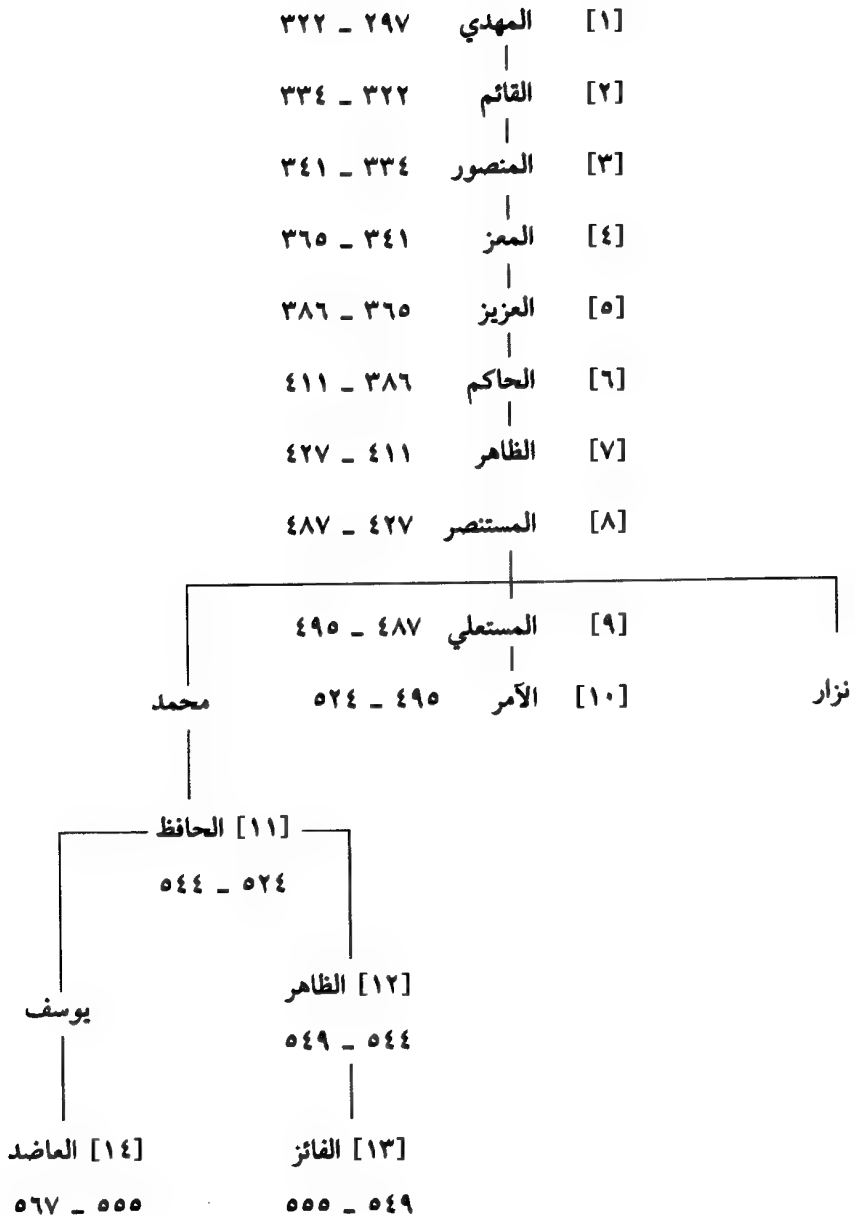 [١] المهدي ٢٩٧ ـ ٣٢٢
[٢] القائم ٣٢٢ ـ ٣٣٤
[٣] المنصور ٣٣٤ ـ ٣٤١
[٤] المعز ٣٤١ ـ ٣٦٥
[٥] العزيز ٣٦٥ ـ ٣٨٦
[٦] الحاكم ٣٨٦ ـ ٤١١
[٧] الظاهر ٤١١ ـ ٤٢٧
[٨] المستنصر ٤٢٧ ـ ٤٨٧
[٩] المستعلي ٤٨٧ ـ ٤٩٥
نزار [١٠] الآمر ٤٩٥ ـ ٥٢٤ محمد
[١١] الحافظ
٥٢٤ ـ ٥٤٤
[١٢] الظاهر يوسف
٥٤٤ ـ ٥٤٩
[١٣] الفائز [١٤] العاضد
٥٤٩ ـ ٥٥٥ ٥٥٥ ـ ٥٦٧